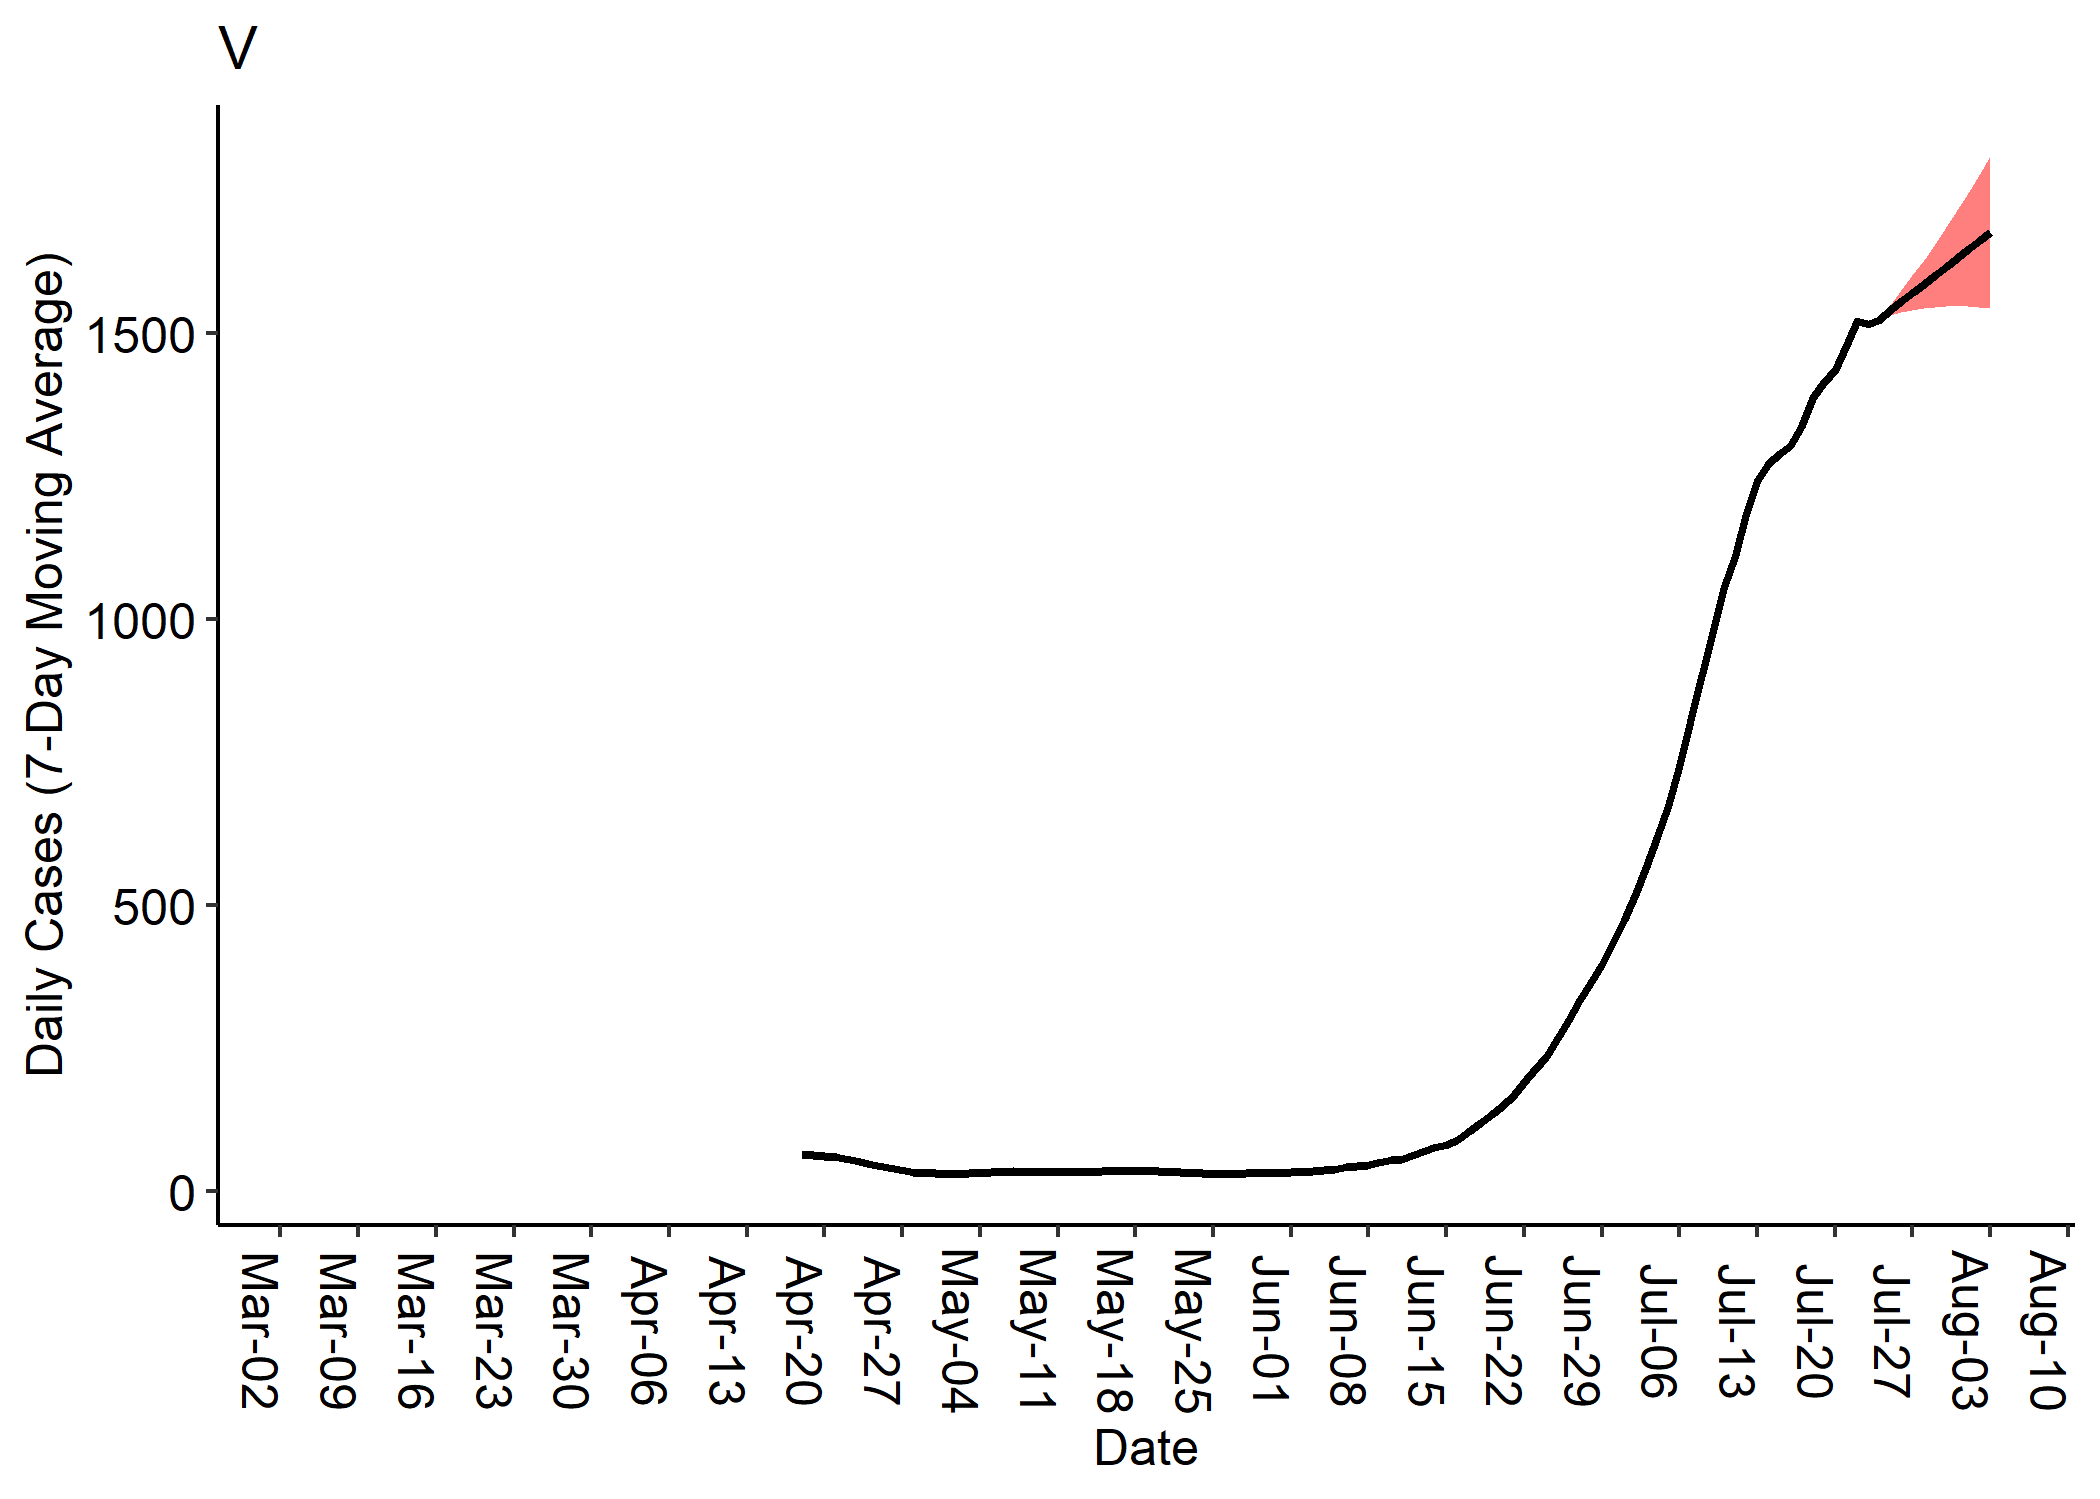 V
Daily Cases (7-Day Moving Average)
1500
1000
500
0
Mar-02
Mar-09
Mar-16
Mar-23
Mar-30
Apr-06
Apr-13
Apr-20
Apr-27
May-04
May-11
May-18
May-25
Jun-01
Jun-08
Jun-15
Jun-22
Jun-29
Jul-06
Jul-13
Jul-20
Jul-27
Aug-03
Aug-10
Date